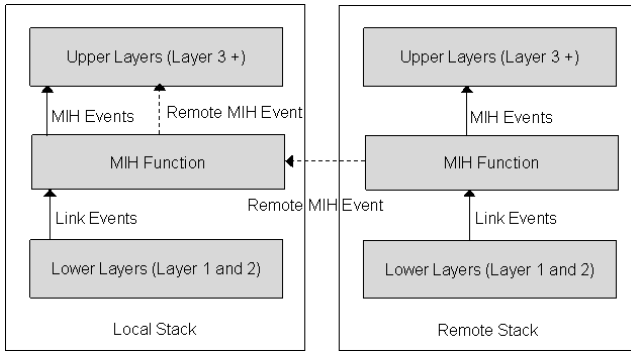 Upper Layers (Layer 3 +)
MIH Events
Remote MIH Event
MIH Function
Link Events
Lower Layers (Layer 1 and 2)
Local Stack
Remote MIH Event
Upper Layers (Layer 3 +)
MIH Events
MIH Function
Link Events
Lower Layers (Layer 1 and 2)
Remote Stack